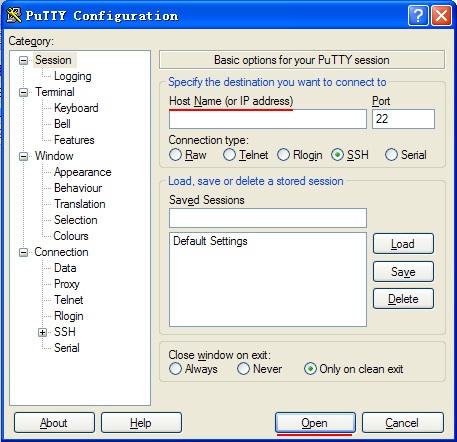 PuTTY Configuration
Category:
Session
Logging
Terminal
Keyboard
Bell
Features
Window
Appearance
Behaviour
Translation
Selection
Colours
Connection
Data
Proxy
Telnet
Rlogin
SSH
Serial
Basic options for your PuTTY session
Specify the destination you want to connect to
Host Name (or IP address) Port
22
Connection type:
Raw Telnet Rlogin SSH Serial
Load, save or delete a stored session
Saved Sessions
Default Settings
Load
Save
Delete
Close window on exit:
Always Never Only on clean exit
About Help Open Cancel